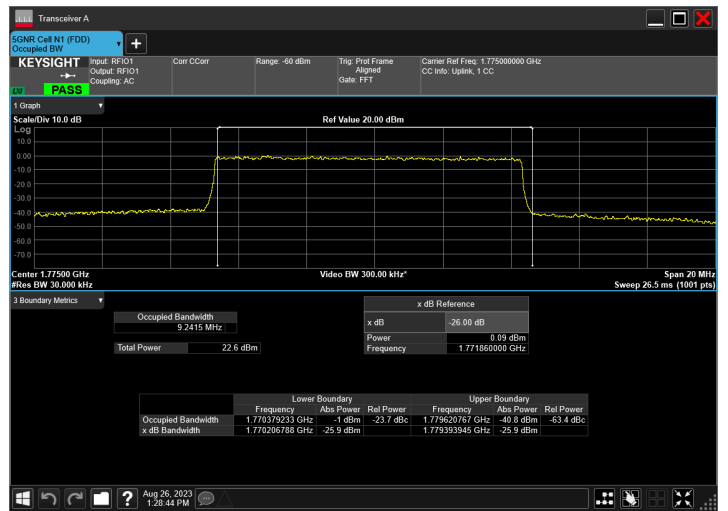 Transceiver A
5GNR Cell N1 (FDD)
Occupied BW
KEYSIGHT
Input: RFIO1
Output: RFIO1
Coupling: AC
Corr CCorr
Range: -60 dBm
Trig: Prot Frame
Aligned
Gate: FFT
Carrier Ref Freq: 1.775000000 GHz
CC Info: Uplink, 1 CC
PASS
1 Graph
Scale/Div 10.0 dB
Ref Value 20.00 dBm
Log
10.0
0.00
-10.0
-20.0
-30.0
-40.0
-50.0
-60.0
-70.0
Center 1.77500 GHz
Video BW 300.00 kHz*
Span 20 MHz
#Res BW 30.000 kHz
Sweep 26.5 ms (1001 pts)
3 Boundary Metrics
Occupied Bandwidth
9.2415 MHz
Total Power 22.6 dBm
x dB Reference
x dB -26.00 dB
Power 0.09 dBm
Frequency 1.771860000 GHz
Lower Boundary Upper Boundary
Frequency Abs Power Rel Power Frequency Abs Power Rel Power
Occupied Bandwidth 1.770379233 GHz -1 dBm -23.7 dBc 1.779620767 GHz -40.8 dBm -63.4 dBc
x dB Bandwidth 1.770206788 GHz -25.9 dBm 1.779393945 GHz -25.9 dBm
Aug 26, 2023
1:28:44 PM